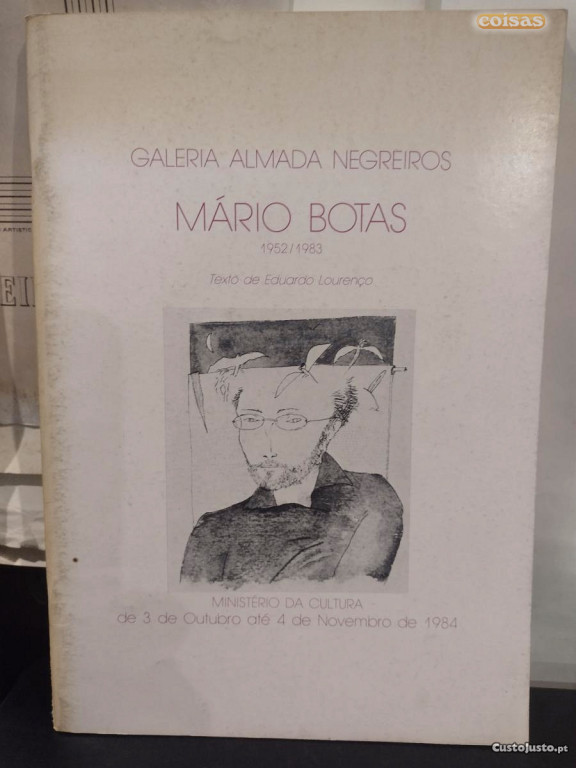 coisas
GALERIA ALMADA NEGREIROS
MÁRIO BOTAS
1952/1983
Texto de Eduardo Lourenço
MINISTÉRIO DA CULTURA
de 3 de Outubro até 4 de Novembro de 1984
CustoJusto.pt